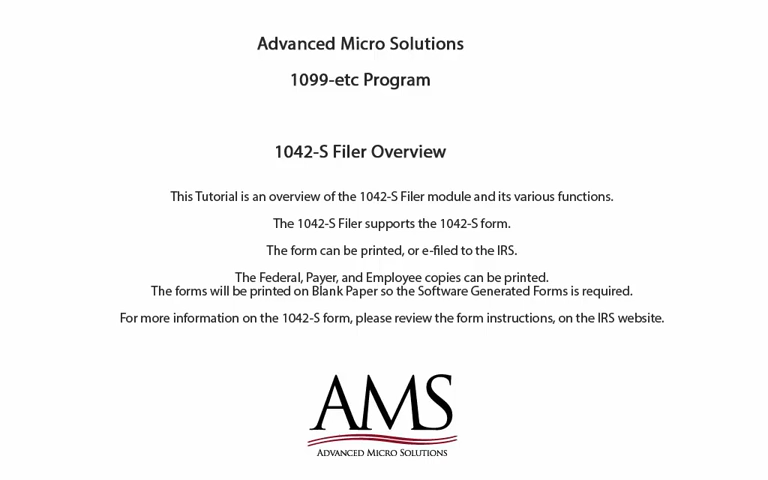 Advanced Micro Solutions
1099-etc Program
1042-S Filer Overview
This Tutorial is an overview of the 1042-S Filer module and its various functions.
The 1042-S Filer supports the 1042-S form.
The form can be printed, or e-filed to the IRS.
The Federal, Payer, and Employee copies can be printed.
The forms will be printed on Blank Paper so the Software Generated Forms is required.
For more information on the 1042-S form, please review the form instructions, on the IRS website.
AMS
ADVANCED MICRO SOLUTIONS